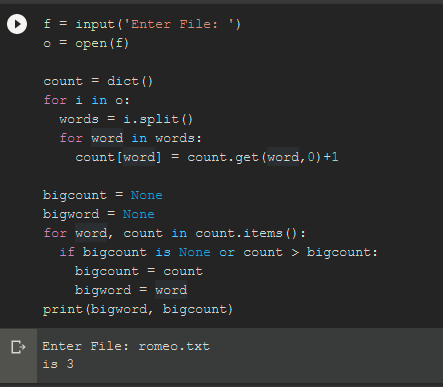 f = input('Enter File: ')
o = open(f)

count = dict()
for i in o:
  words = i.split()
  for word in words:
    count[word] = count.get(word,0)+1

bigcount = None
bigword = None
for word, count in count.items():
  if bigcount is None or count > bigcount:
    bigcount = count
    bigword = word
print(bigword, bigcount)
Enter File: romeo.txt
is 3